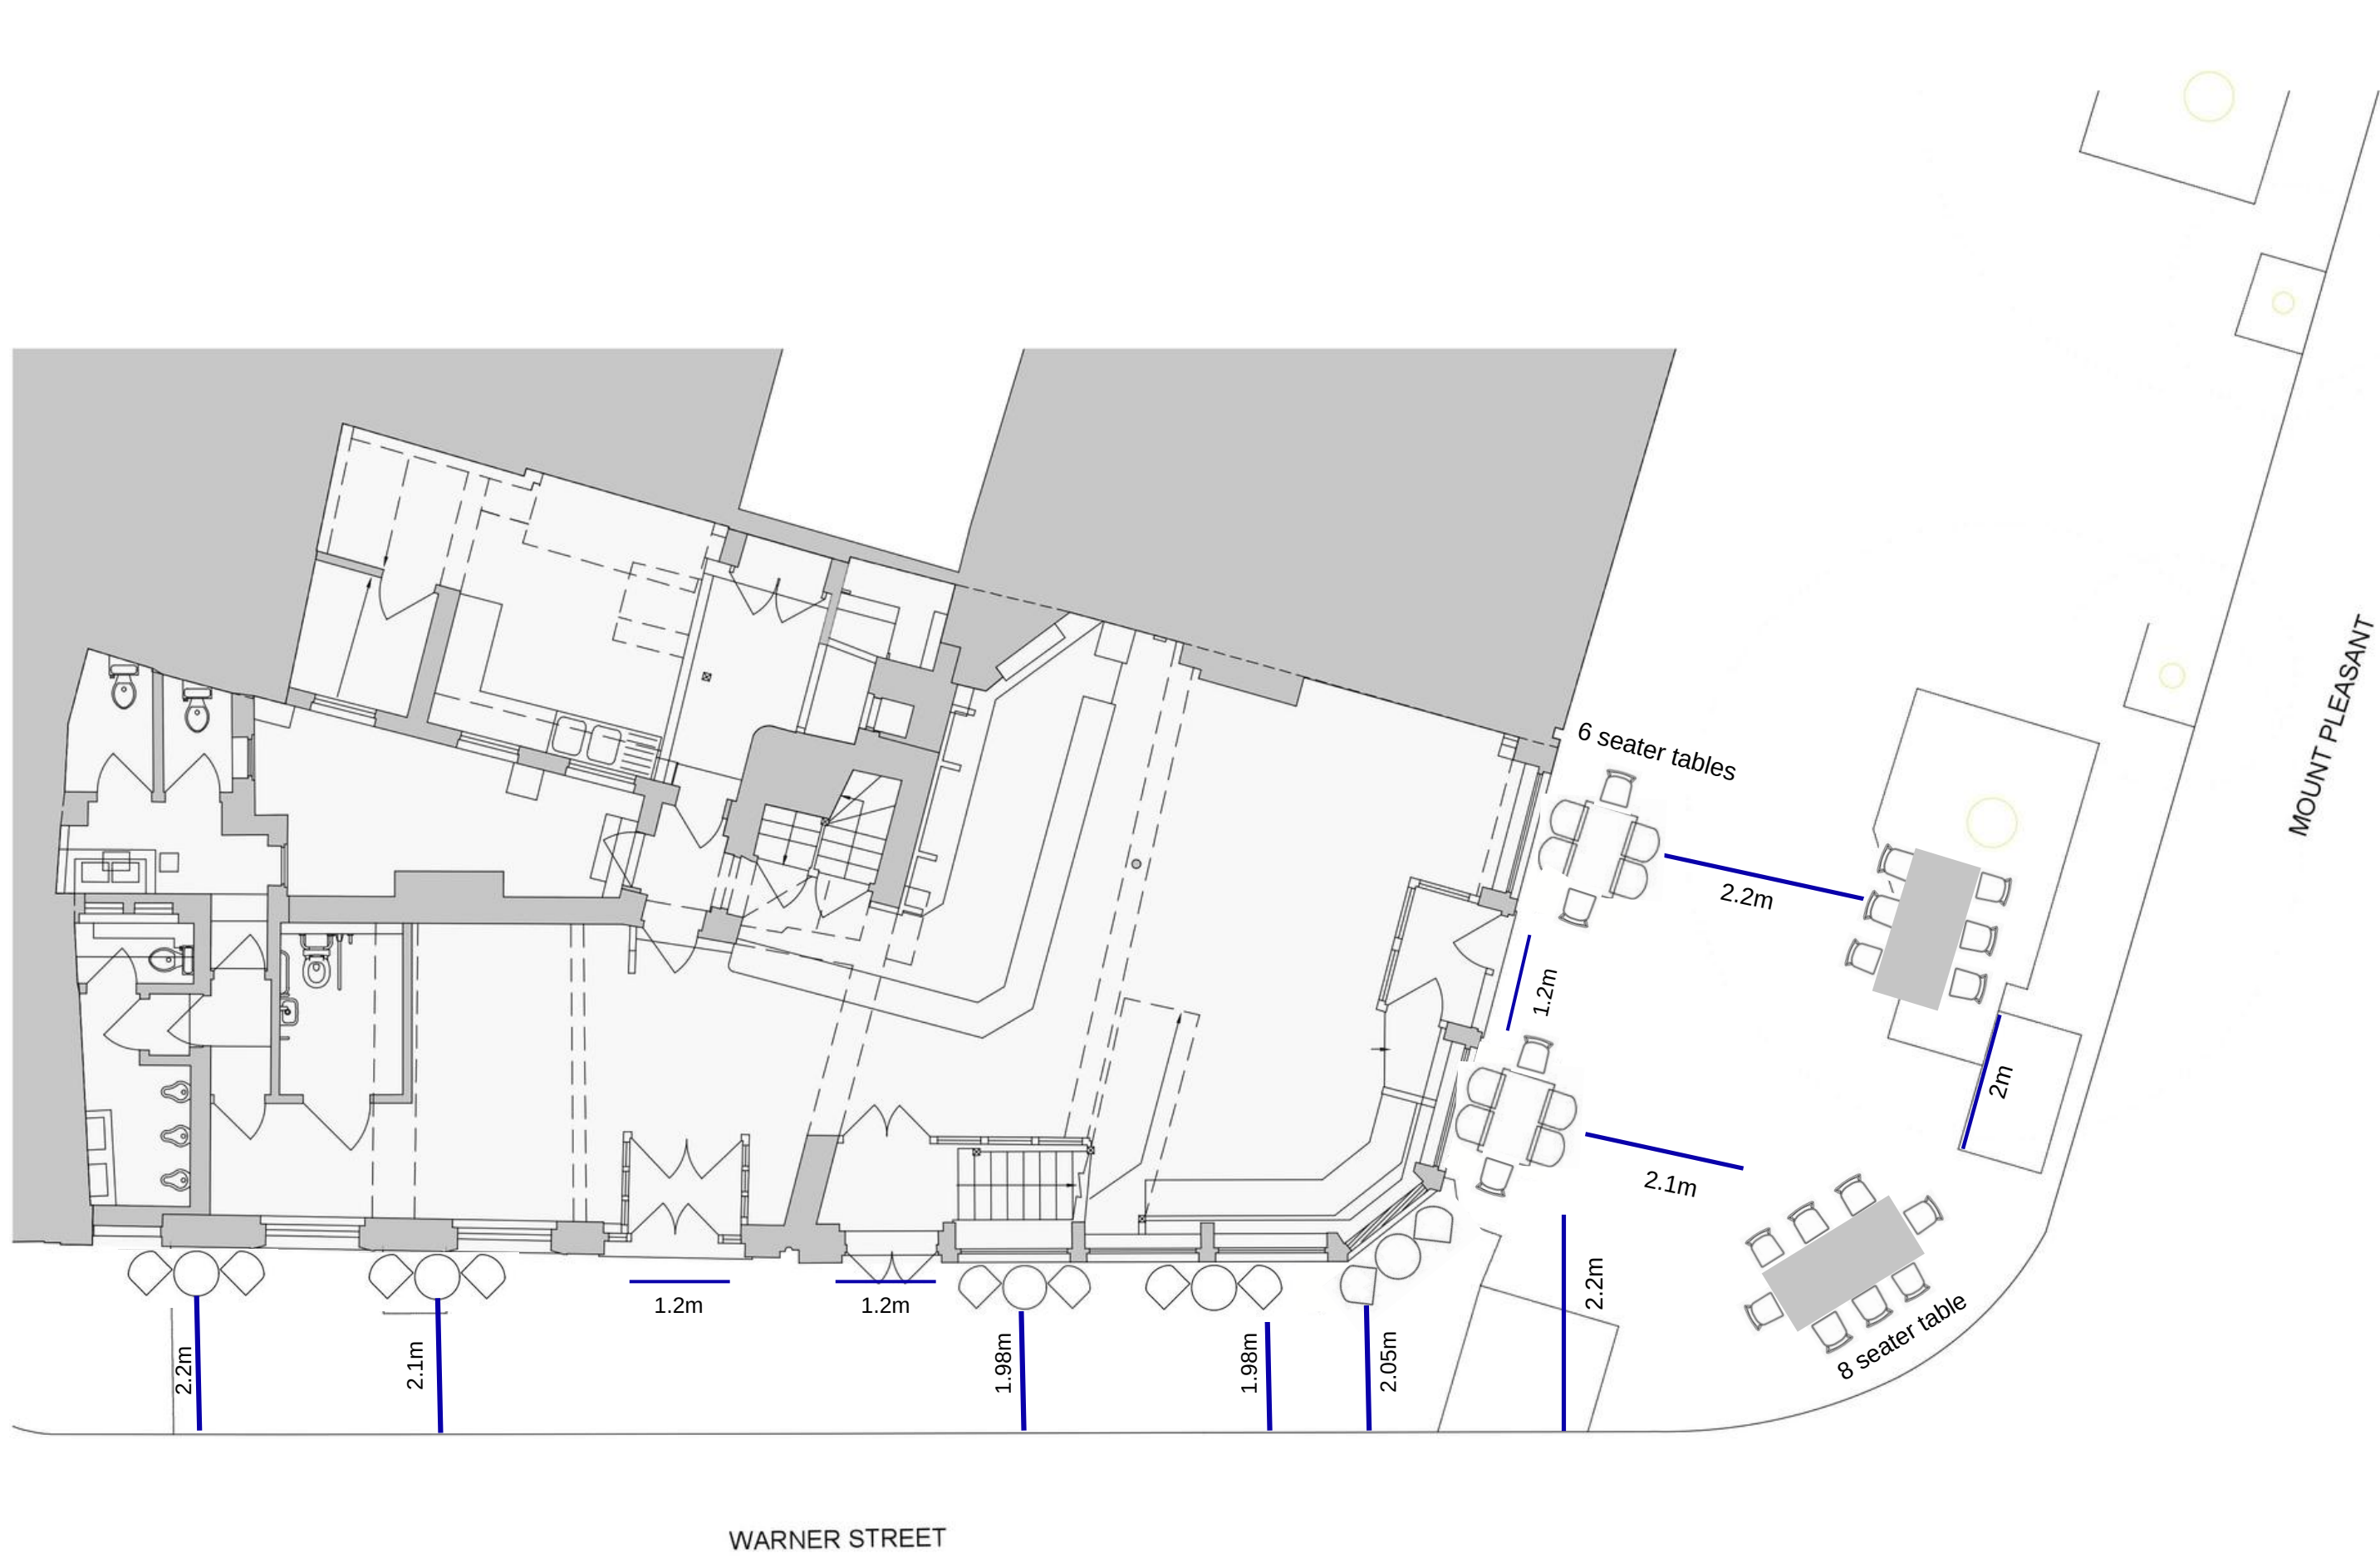 6 seater tables
MOUNT PLEASANT
2.2m
1.2m
2m
2.1m
2.2m
8 seater table
1.2m
1.2m
2.2m
2.1m
1.98m
1.98m
2.05m
WARNER STREET